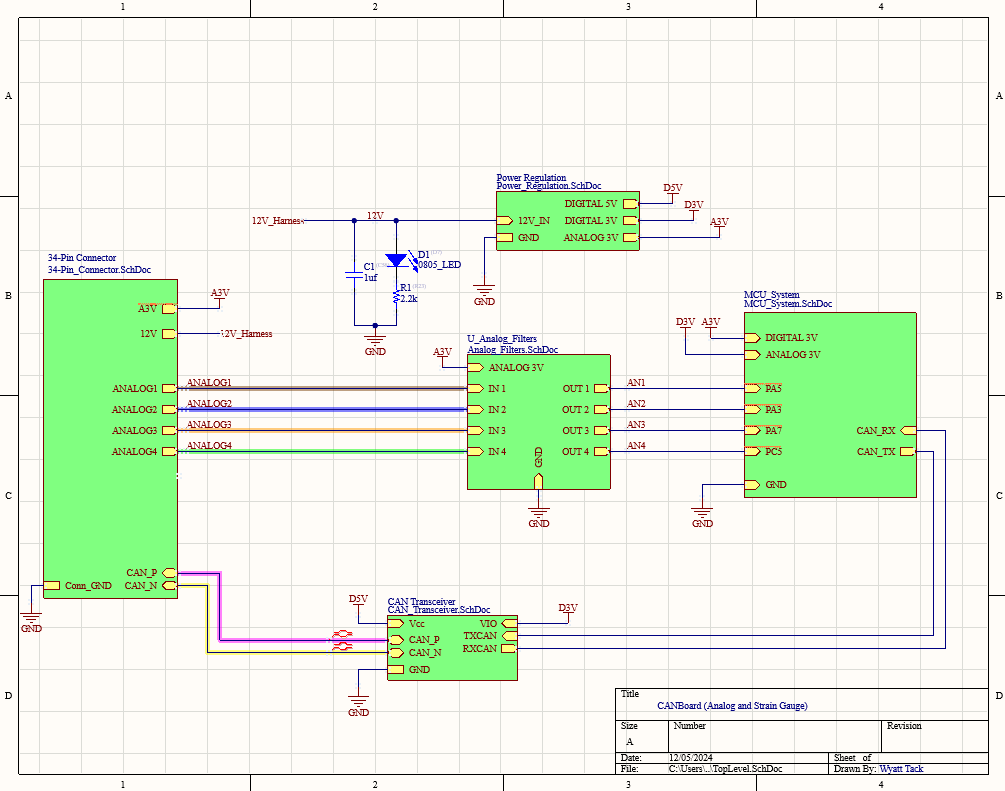 1 2 3 4
A A
Power Regulation
Power_Regulation.SchDoc
DIGITAL 5V D5V
12V_Harness 12V 12V_IN DIGITAL 3V D3V
GND ANALOG 3V A3V
GND
D1
0805_LED
C1
1uf
R1
2.2k
GND
34-Pin Connector
34-Pin_Connector.SchDoc
B B
A3V A3V
12V 12V_Harness
ANALOG1 ANALOG1
ANALOG2 ANALOG2
ANALOG3 ANALOG3
ANALOG4 ANALOG4
CAN_P
Conn_GND CAN_N
GND
U_Analog_Filters
Analog_Filters.SchDoc
A3V ANALOG 3V
IN 1 OUT 1 AN1
IN 2 OUT 2 AN2
IN 3 OUT 3 AN3
IN 4 OUT 4 AN4
GND
GND
MCU_System
MCU_System.SchDoc
D3V A3V
DIGITAL 3V
ANALOG 3V
PA5
PA3
PA7 CAN_RX
PC5 CAN_TX
GND
GND
C C
CAN Transceiver
CAN_Transceiver.SchDoc
D5V D3V
Vcc VIO
CAN_P TXCAN
CAN_N RXCAN
GND
GND
D D
Title
CANBoard (Analog and Strain Gauge)
Size Number Revision
A
Date: 12/05/2024 Sheet of
File: C:\Users\..\TopLevel.SchDoc Drawn By: Wyatt Tack
1 2 3 4